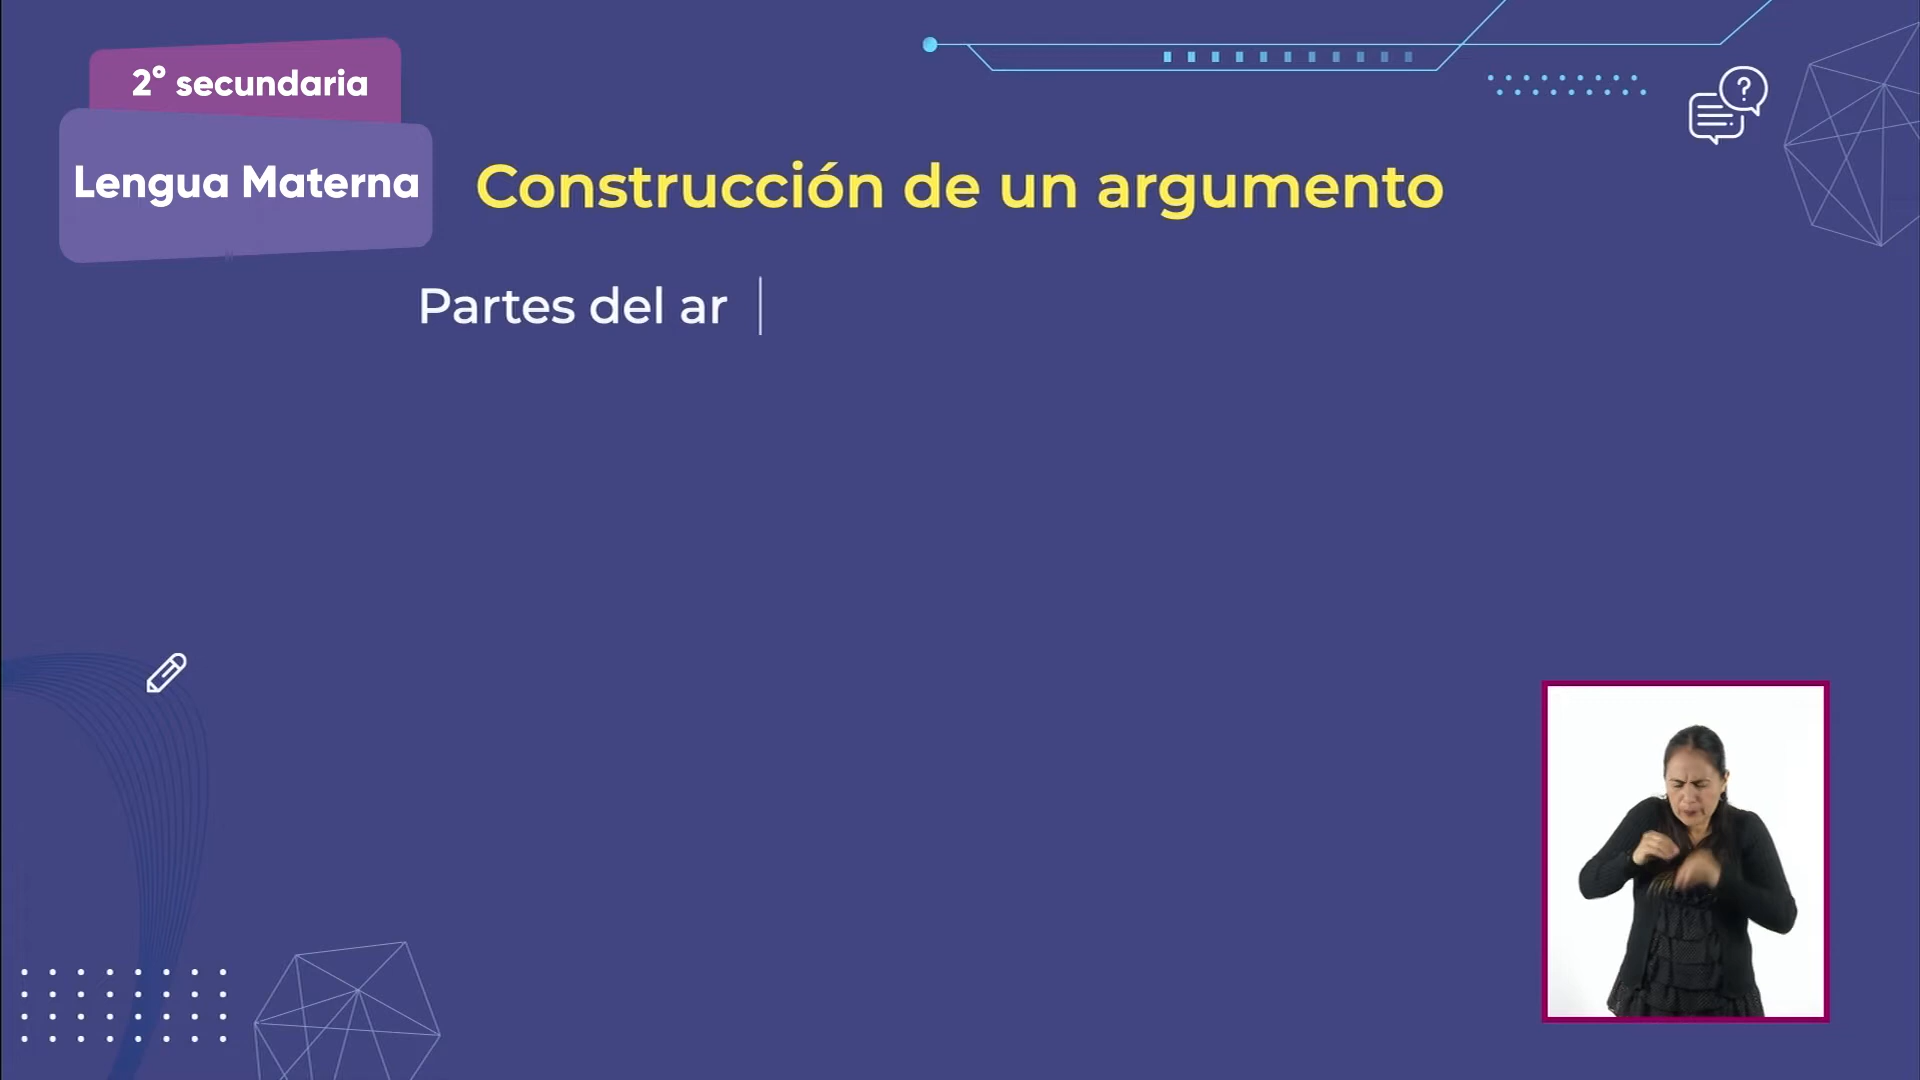 2° secundaria
Lengua Materna
Construcción de un argumento
Partes del ar